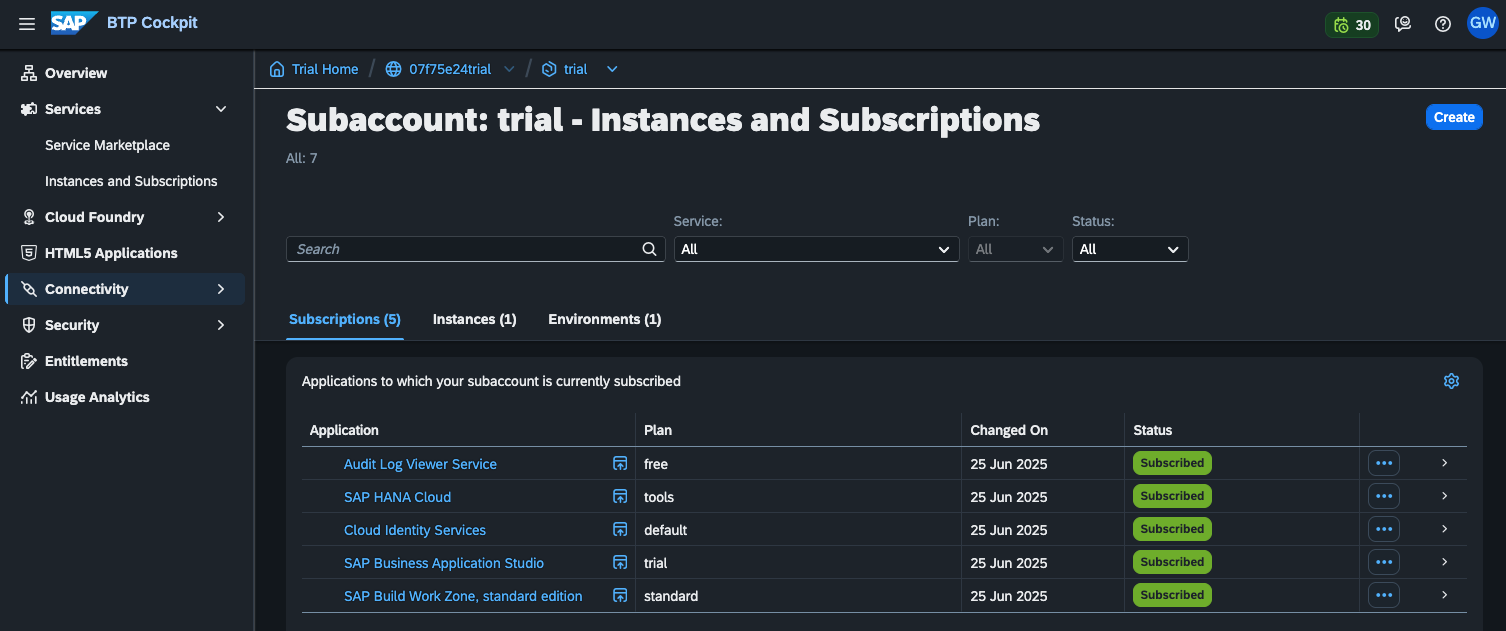 SAP BTP Cockpit 30 GW
Overview
Services
Service Marketplace
Instances and Subscriptions
Cloud Foundry
HTML5 Applications
Connectivity
Security
Entitlements
Usage Analytics
Trial Home / 07f75e24trial / trial
Subaccount: trial - Instances and Subscriptions
Create
All: 7
Service: Plan: Status:
Search All All All
Subscriptions (5) Instances (1) Environments (1)
Applications to which your subaccount is currently subscribed
Application Plan Changed On Status
Audit Log Viewer Service free 25 Jun 2025 Subscribed
SAP HANA Cloud tools 25 Jun 2025 Subscribed
Cloud Identity Services default 25 Jun 2025 Subscribed
SAP Business Application Studio trial 25 Jun 2025 Subscribed
SAP Build Work Zone, standard edition standard 25 Jun 2025 Subscribed